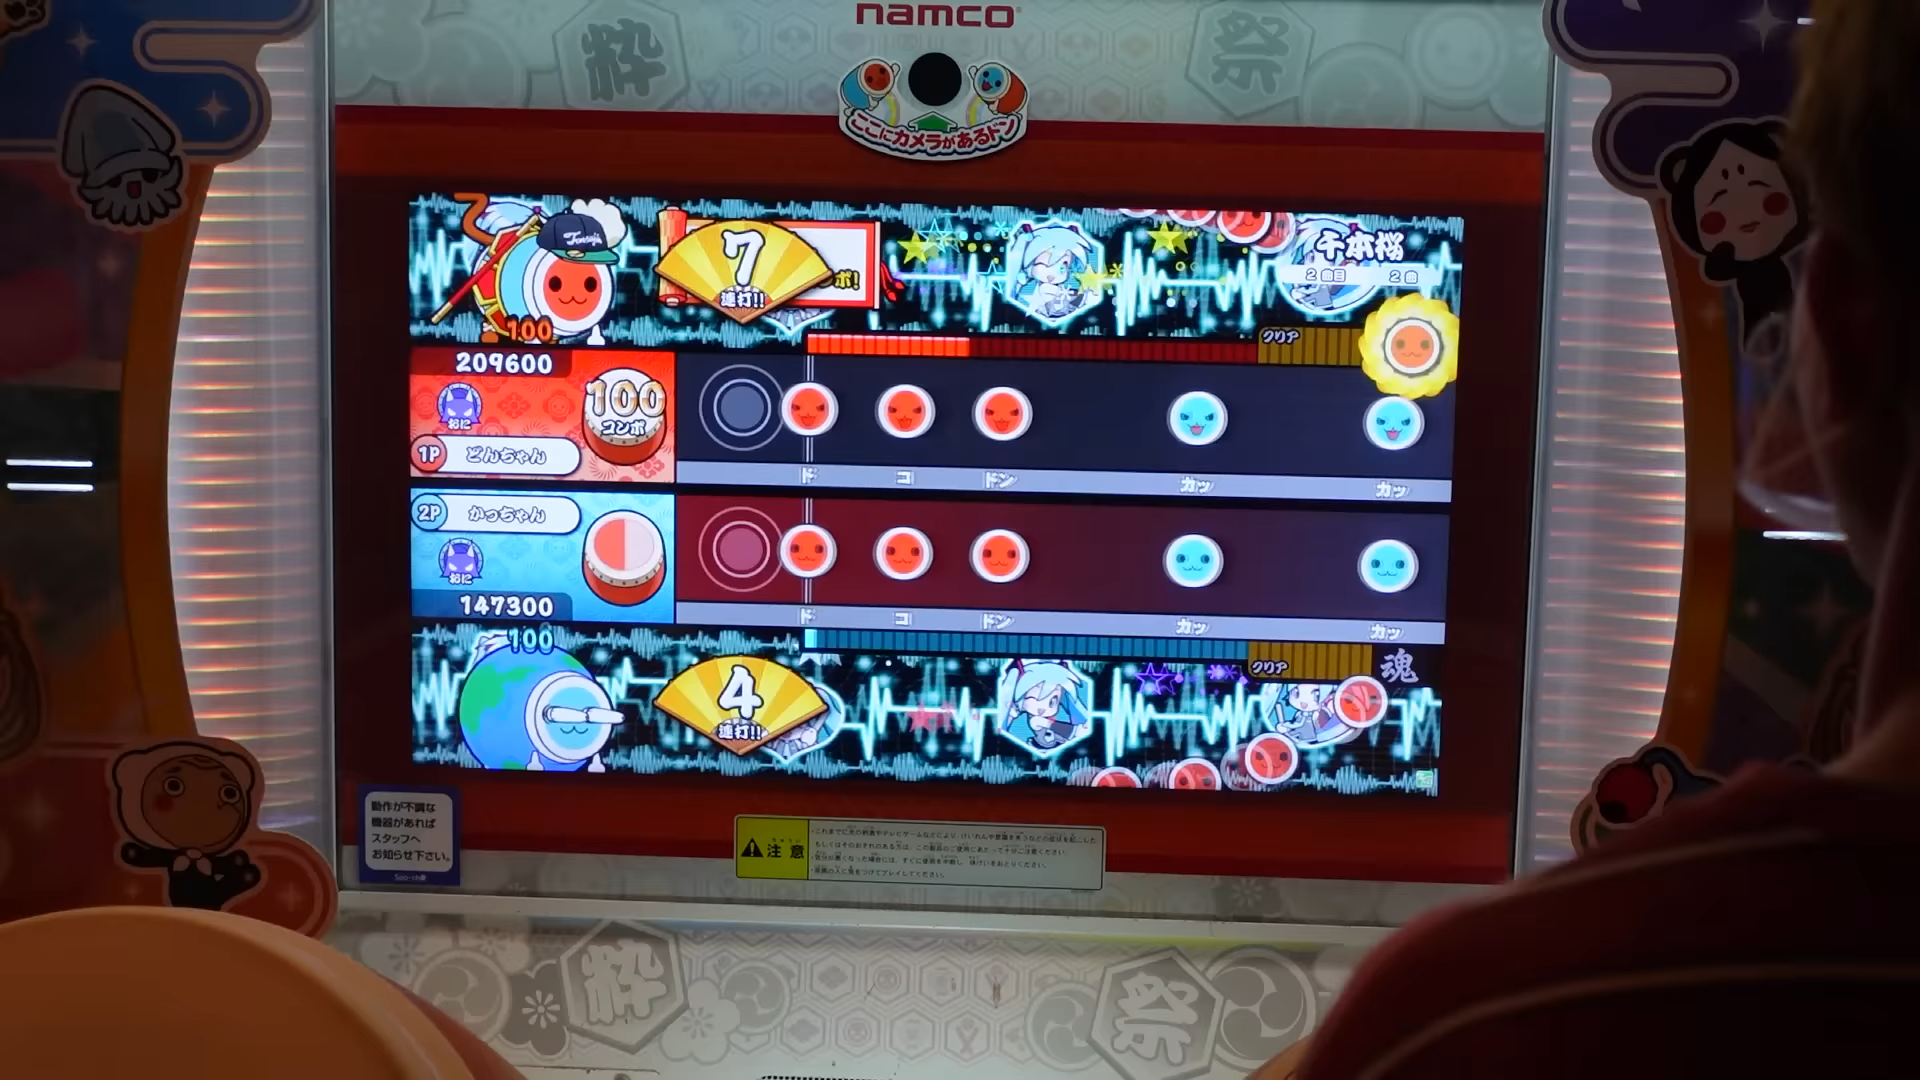 namco
粋
祭
ここにカメラがあるドン
7
連打!!
ポ!
千本桜
2曲目
2曲
100
クリア
209600
おに
100
コンボ
1P どんちゃん
ド コ ドン カッ カッ
2P かっちゃん
おに
147300
ド コ ドン カッ カッ
100
クリア
魂
4
連打!!
動作が不調な
機器があれば
スタッフへ
お知らせ下さい。
注意
粋
祭